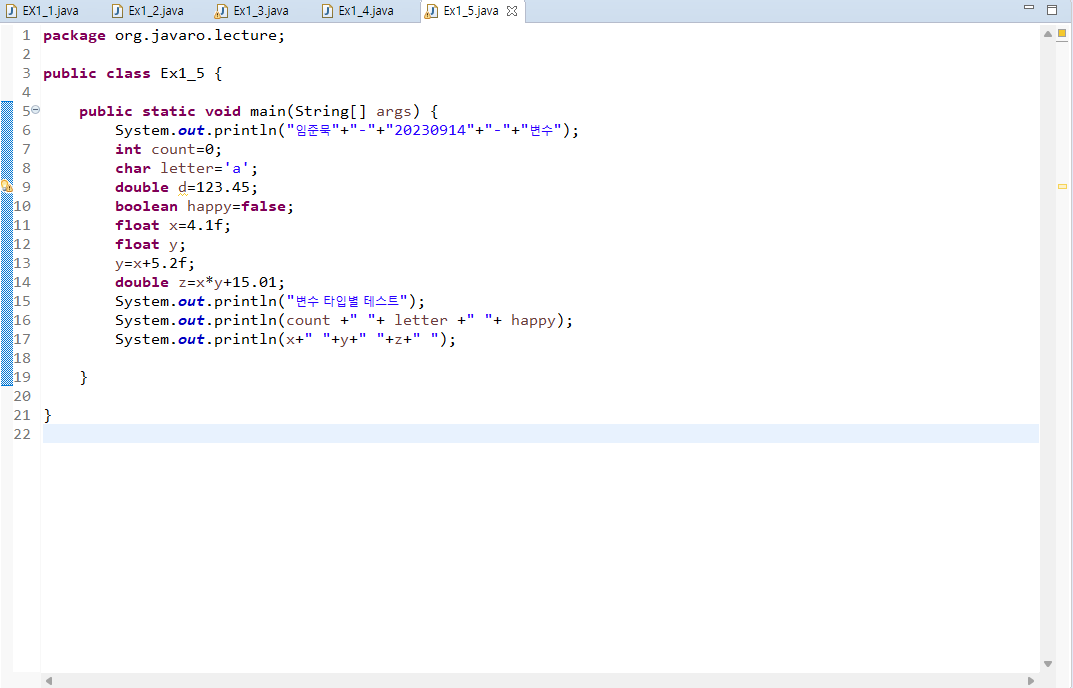 EX1_1.java Ex1_2.java Ex1_3.java Ex1_4.java Ex1_5.java
1 package org.javaro.lecture;
2
3 public class Ex1_5 {
4
5 public static void main(String[] args) {
6 System.out.println("임준묵"+"-"+"20230914"+"-"+"변수");
7 int count=0;
8 char letter='a';
9 double d=123.45;
10 boolean happy=false;
11 float x=4.1f;
12 float y;
13 y=x+5.2f;
14 double z=x*y+15.01;
15 System.out.println("변수 타입별 테스트");
16 System.out.println(count +" "+ letter +" "+ happy);
17 System.out.println(x+" "+y+" "+z+" ");
18
19 }
20
21 }
22